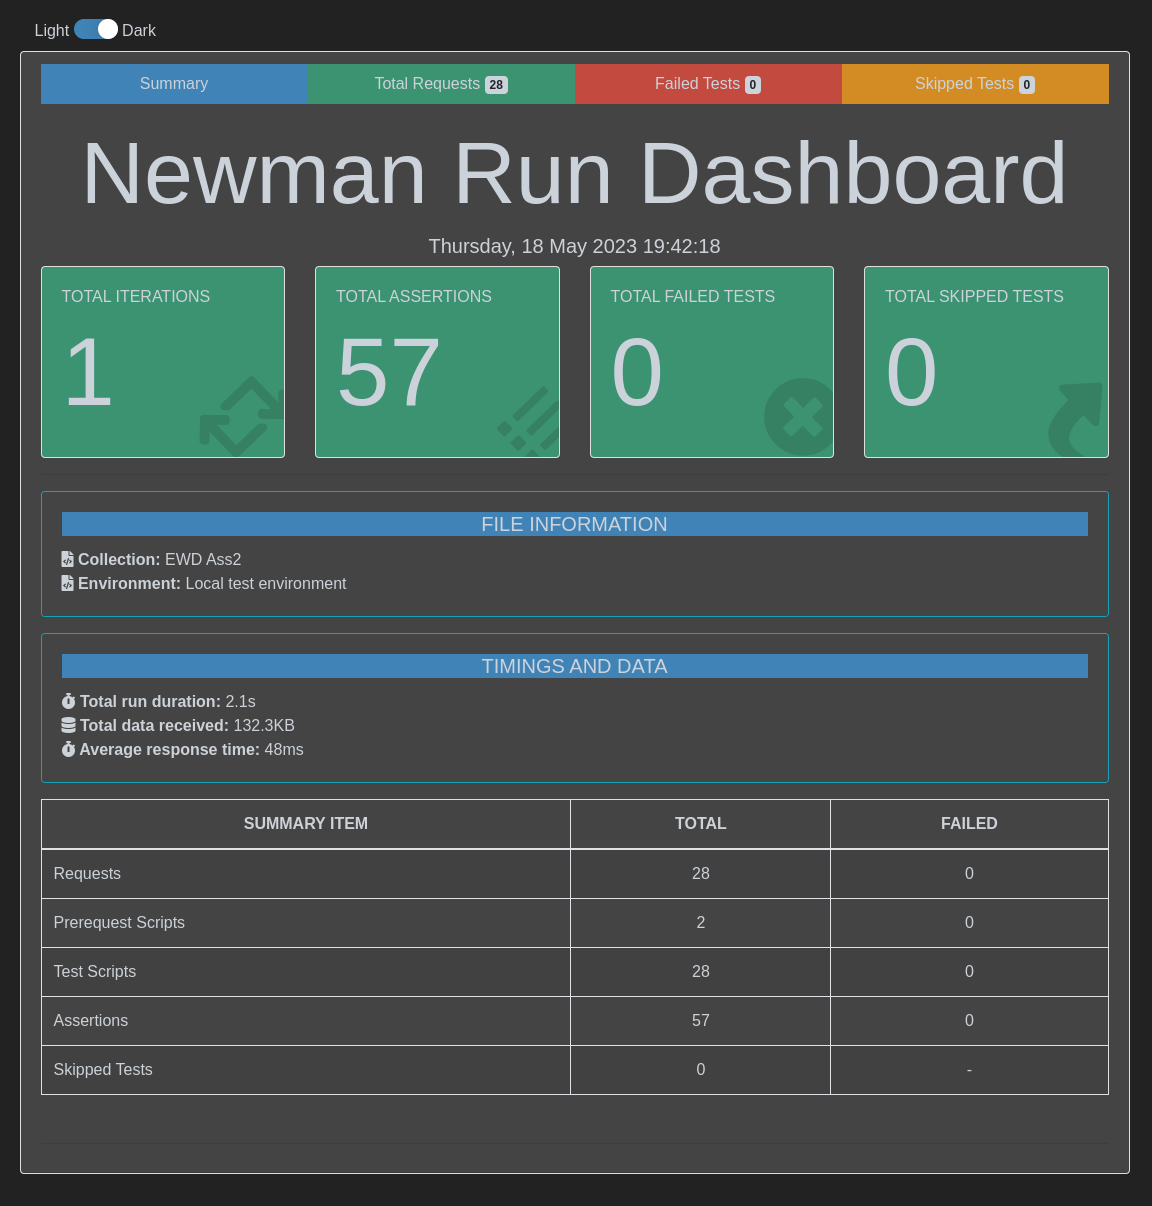 Light Dark
Summary Total Requests 28 Failed Tests 0 Skipped Tests 0
Newman Run Dashboard
Thursday, 18 May 2023 19:42:18
TOTAL ITERATIONS TOTAL ASSERTIONS TOTAL FAILED TESTS TOTAL SKIPPED TESTS
1 57 0 0
FILE INFORMATION
Collection: EWD Ass2
Environment: Local test environment
TIMINGS AND DATA
Total run duration: 2.1s
Total data received: 132.3KB
Average response time: 48ms
SUMMARY ITEM TOTAL FAILED
Requests 28 0
Prerequest Scripts 2 0
Test Scripts 28 0
Assertions 57 0
Skipped Tests 0 -